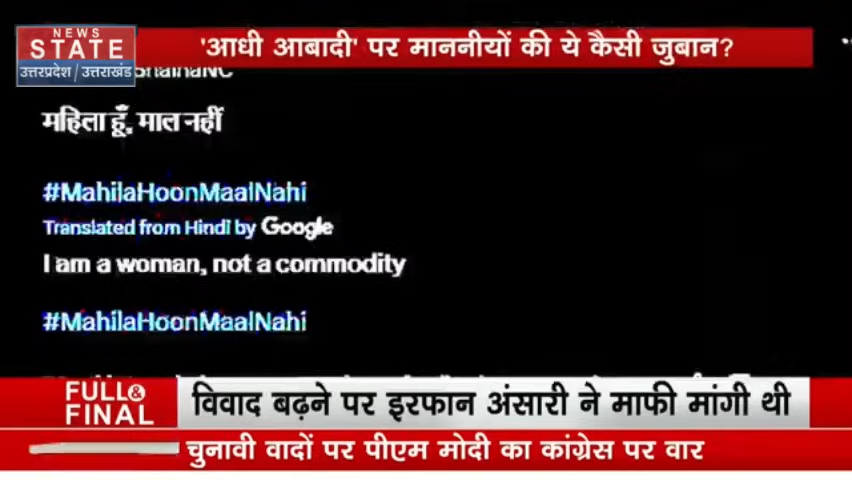 NEWS
STATE
उत्तरप्रदेश/उत्तराखंड
'आधी आबादी' पर माननीयों की ये कैसी जुबान?
महिला हूँ, माल नहीं
#MahilaHoonMaalNahi
Translated from Hindi by Google
I am a woman, not a commodity
#MahilaHoonMaalNahi
FULL &
FINAL
विवाद बढ़ने पर इरफान अंसारी ने माफी मांगी थी
चुनावी वादों पर पीएम मोदी का कांग्रेस पर वार